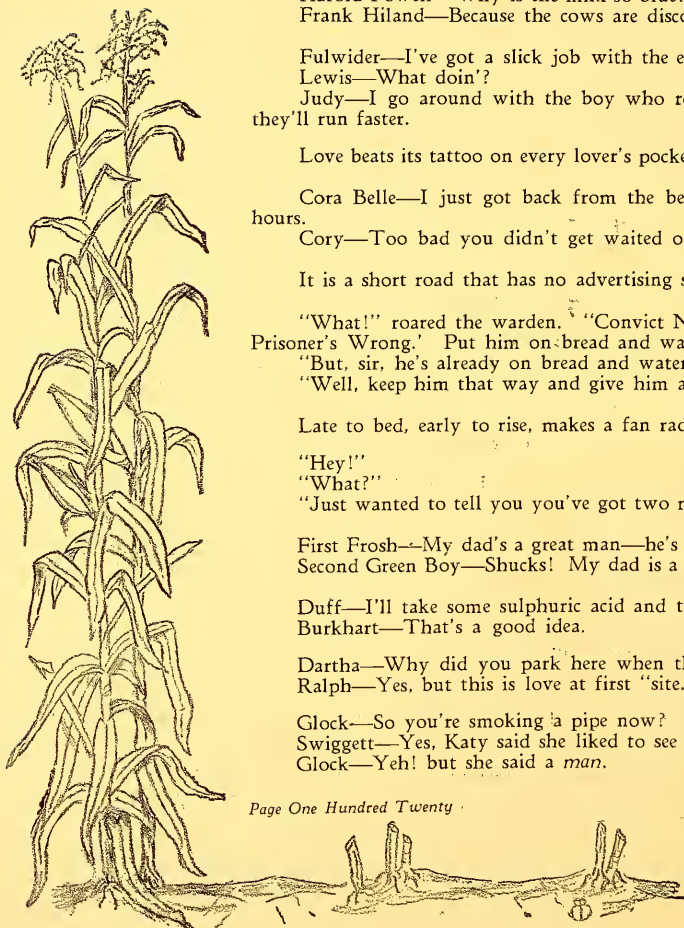 Frank Hiland—Because the cows are
Fulwider—I've got a slick job with the
Lewis—What doin'?
Judy—I go around with the boy who
they'll run faster.
Love beats its tattoo on every lover's
Cora Belle—I just got back from the
hours.
Cory—Too bad you didn't get waited
It is a short road that has no advertising
"What!" roared the warden. "Convict
Prisoner's Wrong.' Put him on bread and
"But, sir, he's already on bread and water
"Well, keep him that way and give him
Late to bed, early to rise, makes a fan
"Hey!"
"What?"
"Just wanted to tell you you've got two
First Frosh—My dad's a great man—he's
Second Green Boy—Shucks! My dad is a
Duff—I'll take some sulphuric acid and
Burkhart—That's a good idea.
Dartha—Why did you park here when
Ralph—Yes, but this is love at first "site.
Glock—So you're smoking a pipe now?
Swiggett—Yes, Katy said she liked to see
Glock—Yeh! but she said a man.
Page One Hundred Twenty